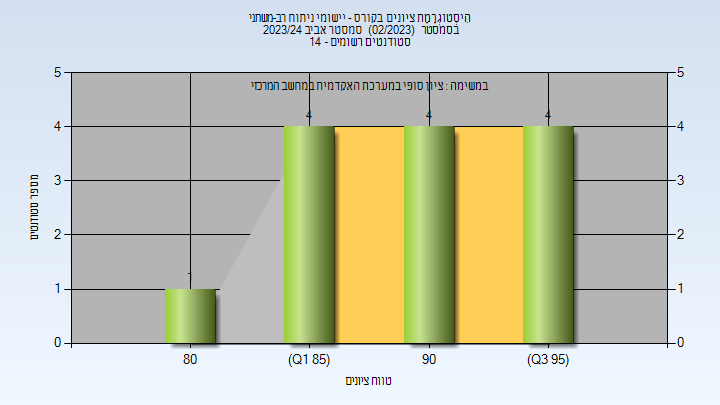 היסטוגרמת ציונים בקורס - יישומי ניתוח רב-משתני
בסמסטר (02/2023) סמסטר אביב 2023/24
סטודנטים רשומים - 14
במשימה : ציון סופי במערכת האקדמית במחשב המרכזי
5 5
4 4 4 4 4
3 3
2 2
1 1 1
0 0
80 (Q1 85) 90 (Q3 95)
מספר סטודנטים
טווח ציונים